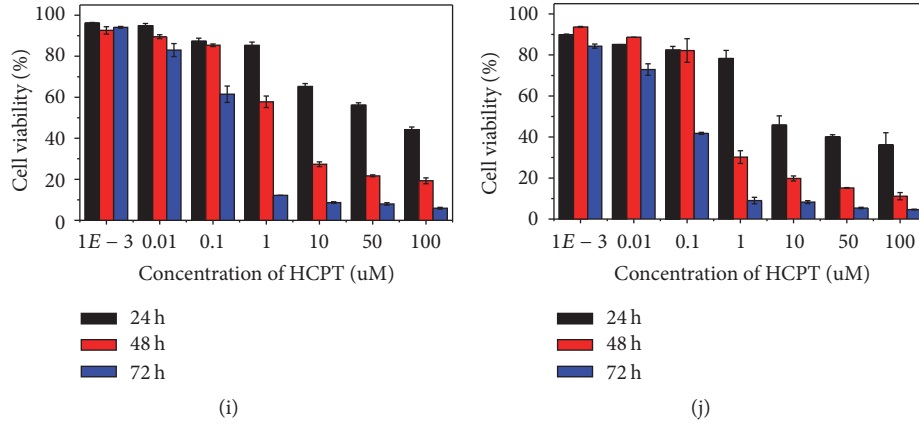 100
80
60
40
20
0
Cell viability (%)
1E − 3 0.01 0.1 1 10 50 100
Concentration of HCPT (uM)
24 h
48 h
72 h
(i)
100
80
60
40
20
0
Cell viability (%)
1E − 3 0.01 0.1 1 10 50 100
Concentration of HCPT (uM)
24 h
48 h
72 h
(j)